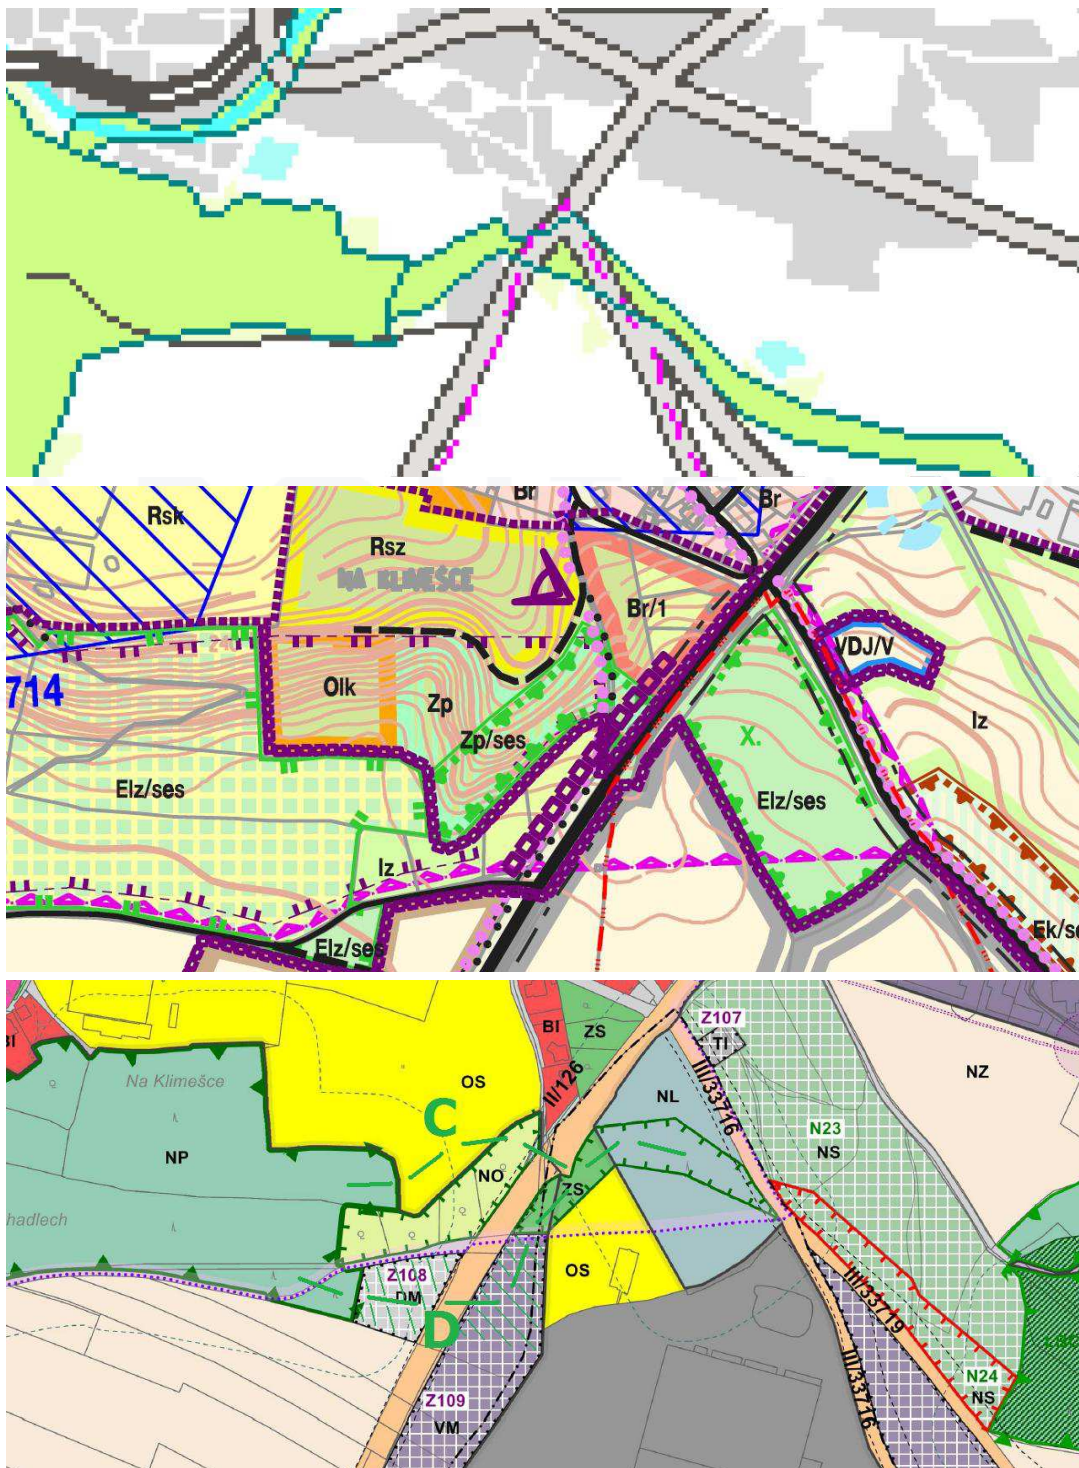 Br
Br
Rsk
Rsz
NA KLIMEŠCE
Br/1
VDJ/V
714
Olk
Zp
Iz
Zp/ses
X.
Elz/ses
Elz/ses
Iz
Elz/ses
Z107
TI
BI
ZS
II/126
III/33716
NZ
Na Klimešce
OS
NL
C
N23
NS
NP
NO
ZS
hadlech
OS
Z108
DM
III/33719
D
III/33716
N24
NS
Z109
VM